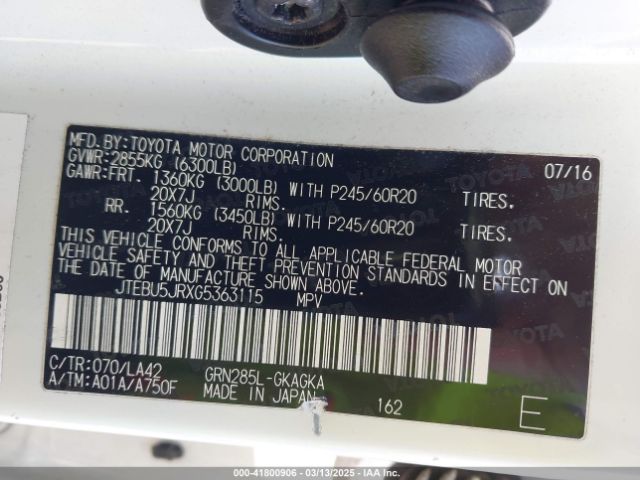 MFD.BY:TOYOTA MOTOR CORPORATION 07/16
GVWR:2855KG (6300LB)
GAWR:FRT. 1360KG (3000LB) WITH P245/60R20 TIRES.
20X7J RIMS.
RR. 1560KG (3450LB) WITH P245/60R20 TIRES.
20X7J RIMS.
THIS VEHICLE CONFORMS TO ALL APPLICABLE FEDERAL MOTOR
VEHICLE SAFETY AND THEFT PREVENTION STANDARDS IN EFFECT ON
THE DATE OF MANUFACTURE SHOWN ABOVE.
JTEBU5JRXG5363115 MPV
C/TR:070/LA42 GRN285L-GKAGKA
A/TM:A01A/A750F MADE IN JAPAN 162 E
000-41800906 - 03/13/2025 - IAAI.COM